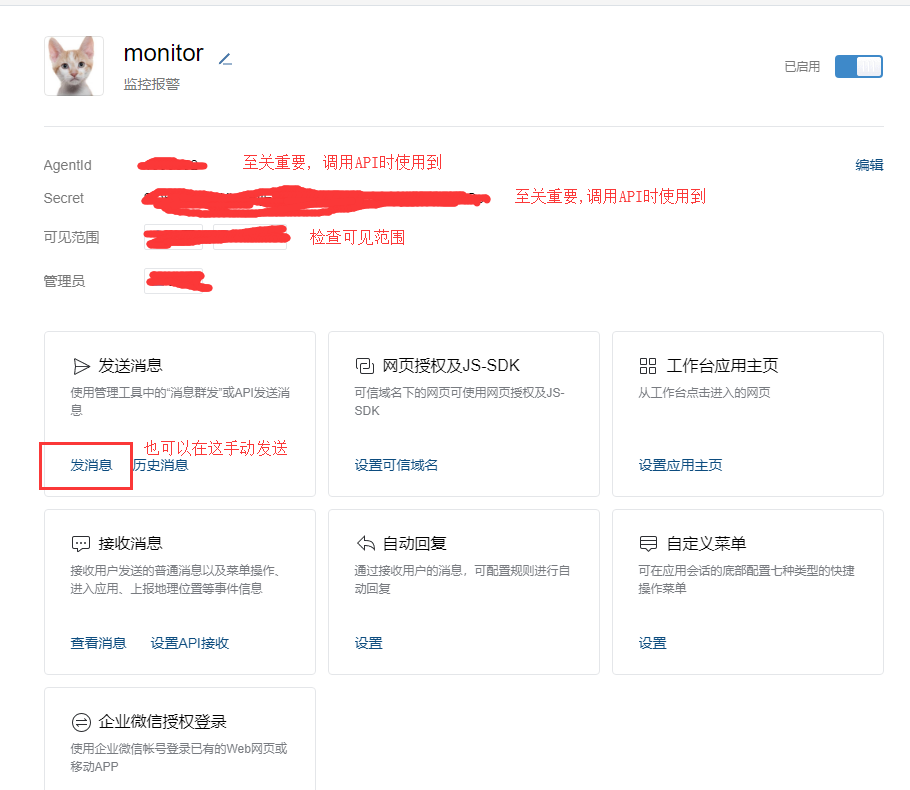 monitor
监控报警
已启用
AgentId
至关重要，调用API时使用到
编辑
Secret
至关重要,调用API时使用到
可见范围
检查可见范围
管理员
发送消息
使用管理工具中的“消息群发”或API发送消
息
也可以在这手动发送
发消息
历史消息
网页授权及JS-SDK
可信域名下的网页可使用网页授权及JS-
SDK
设置可信域名
工作台应用主页
从工作台点击进入的网页
设置应用主页
接收消息
接收用户发送的普通消息以及菜单操作、
进入应用、上报地理位置等事件信息
查看消息 设置API接收
自动回复
通过接收用户的消息，可配置规则进行自
动回复
设置
自定义菜单
可在应用会话的底部配置七种类型的快捷
操作菜单
设置
企业微信授权登录
使用企业微信帐号登录已有的Web网页或
移动APP